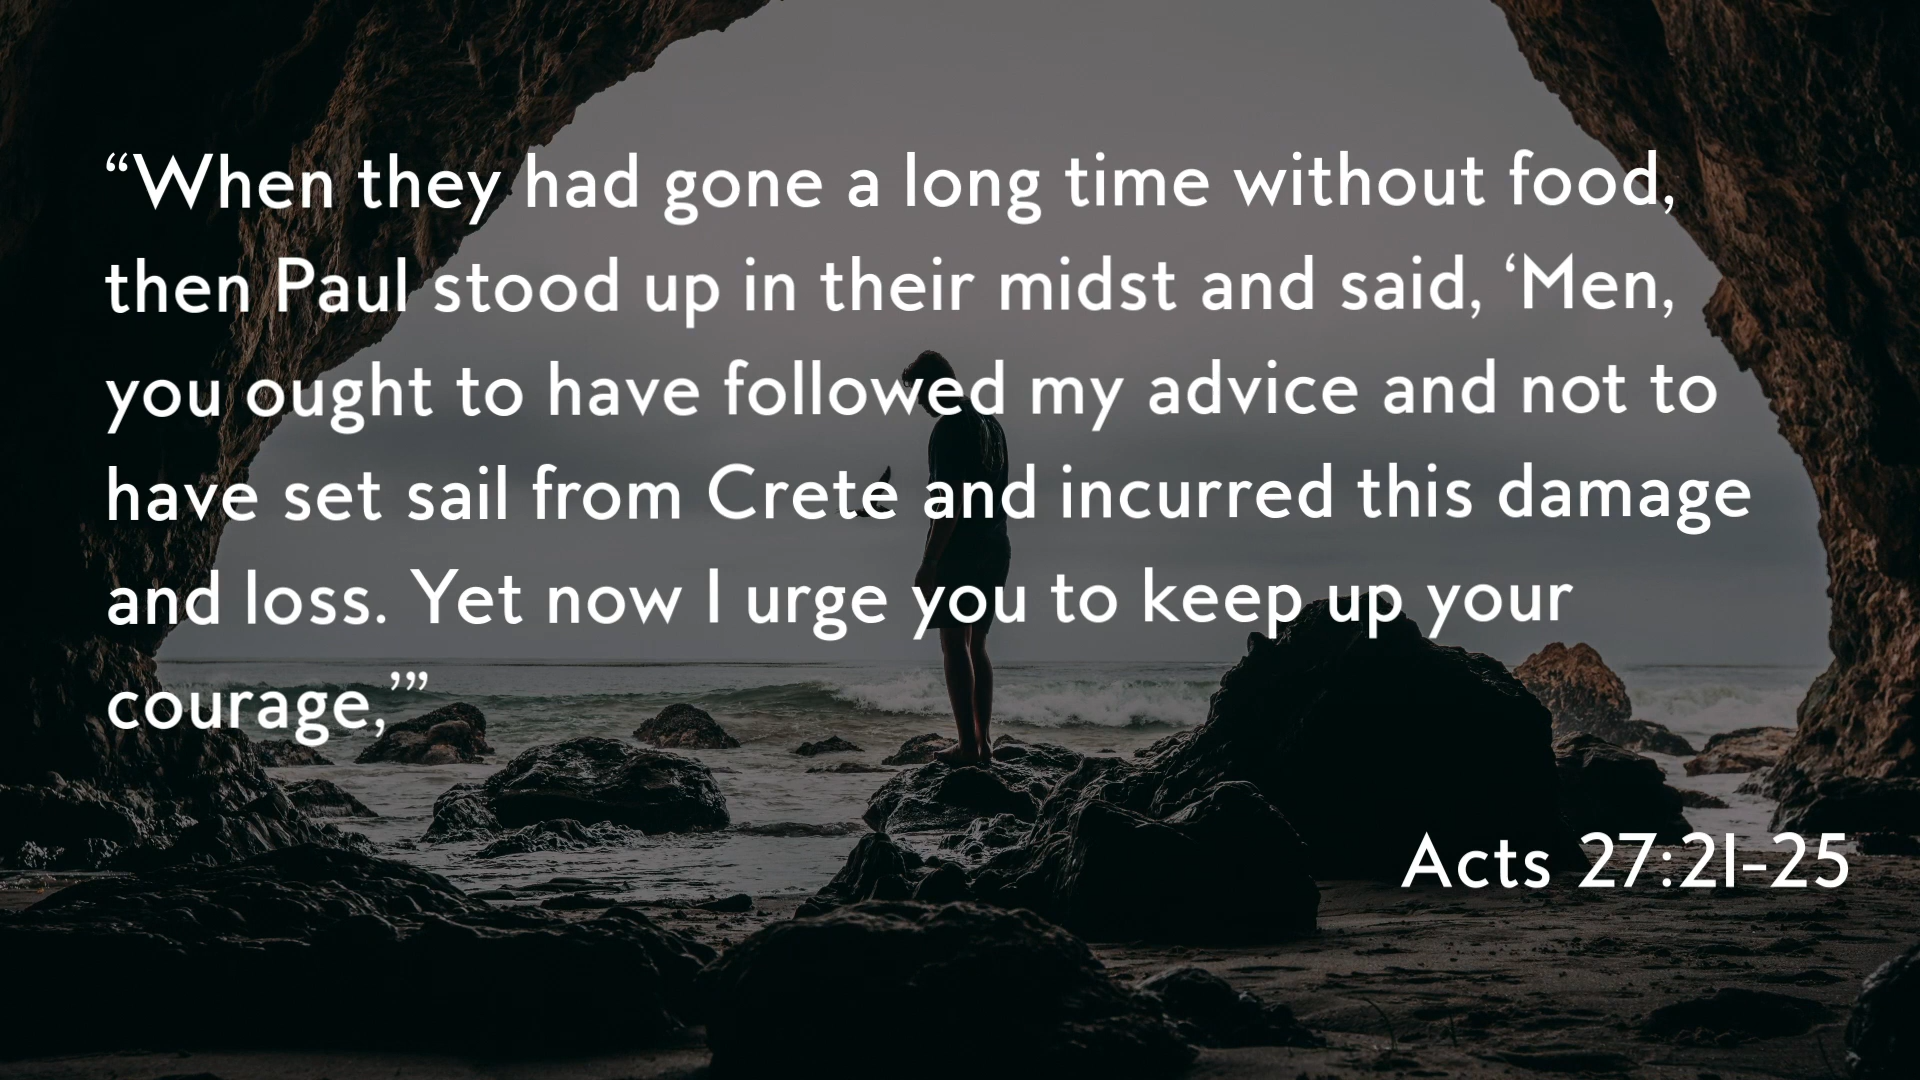 “When they had gone a long time without food,
then Paul stood up in their midst and said, ‘Men,
you ought to have followed my advice and not to
have set sail from Crete and incurred this damage
and loss. Yet now I urge you to keep up your
courage,’”
Acts 27:21-25